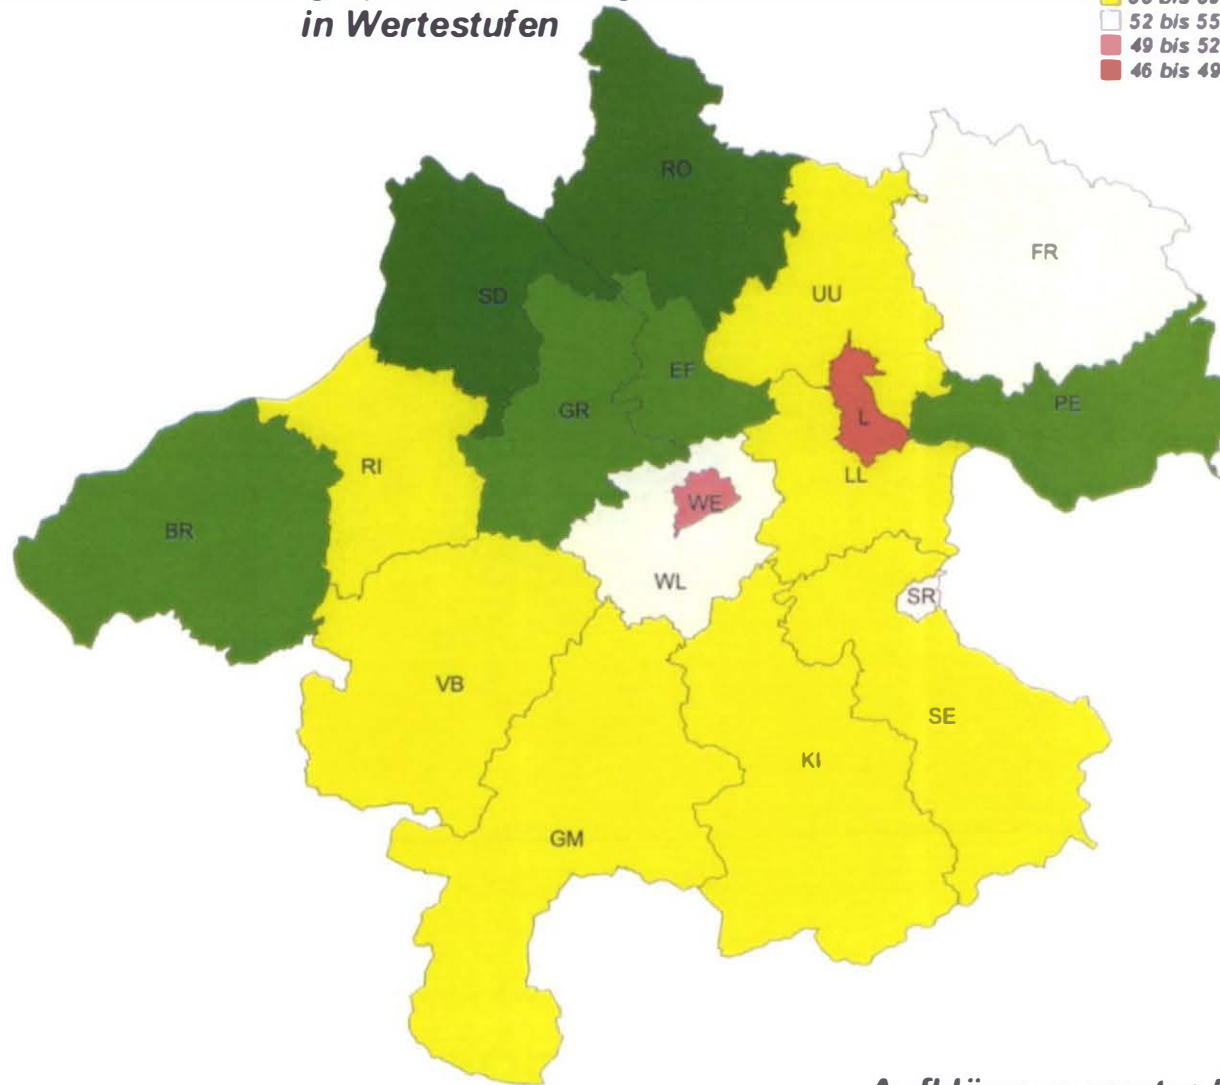 in Wertestufen
52 bis 55
49 bis 52
46 bis 49
RO
FR
SD
UU
EF
GR
PE
L
RI
LL
WE
BR
WL
SR
VB
SE
KI
GM